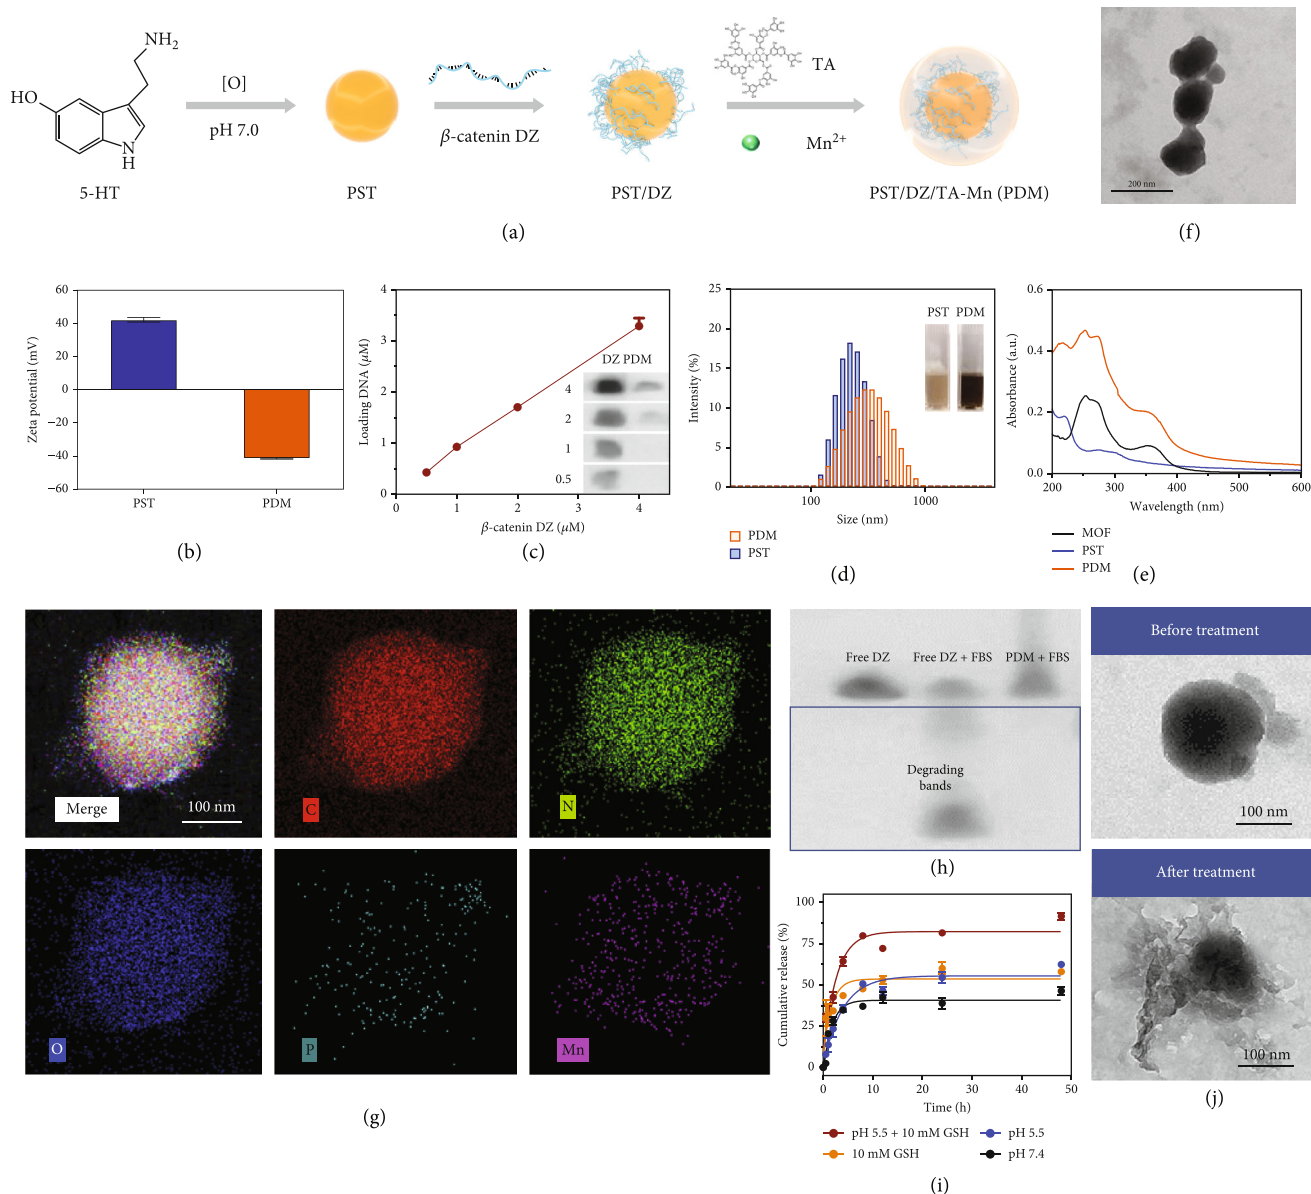 NH₂
HO
N
H
5-HT
[O]
pH 7.0
PST
β-catenin DZ
PST/DZ
TA
Mn²⁺
PST/DZ/TA-Mn (PDM)
(a)
200 nm
(f)
Zeta potential (mV)
60
40
20
0
−20
−40
−60
PST
PDM
(b)
Loading DNA (μM)
4
3
2
1
0
0
1
2
3
4
β-catenin DZ (μM)
DZ PDM
4
2
1
0.5
(c)
Intensity (%)
25
20
15
10
5
0
100
1000
Size (nm)
PST PDM
PDM
PST
(d)
Absorbance (a.u.)
0.6
0.4
0.2
0.0
200
300
400
500
600
Wavelength (nm)
MOF
PST
PDM
(e)
Merge
100 nm
C
N
O
P
Mn
(g)
Free DZ
Free DZ + FBS
PDM + FBS
Degrading
bands
(h)
Cumulative release (%)
100
75
50
25
0
0
10
20
30
40
50
Time (h)
pH 5.5 + 10 mM GSH
pH 5.5
10 mM GSH
pH 7.4
(i)
Before treatment
100 nm
After treatment
100 nm
(j)